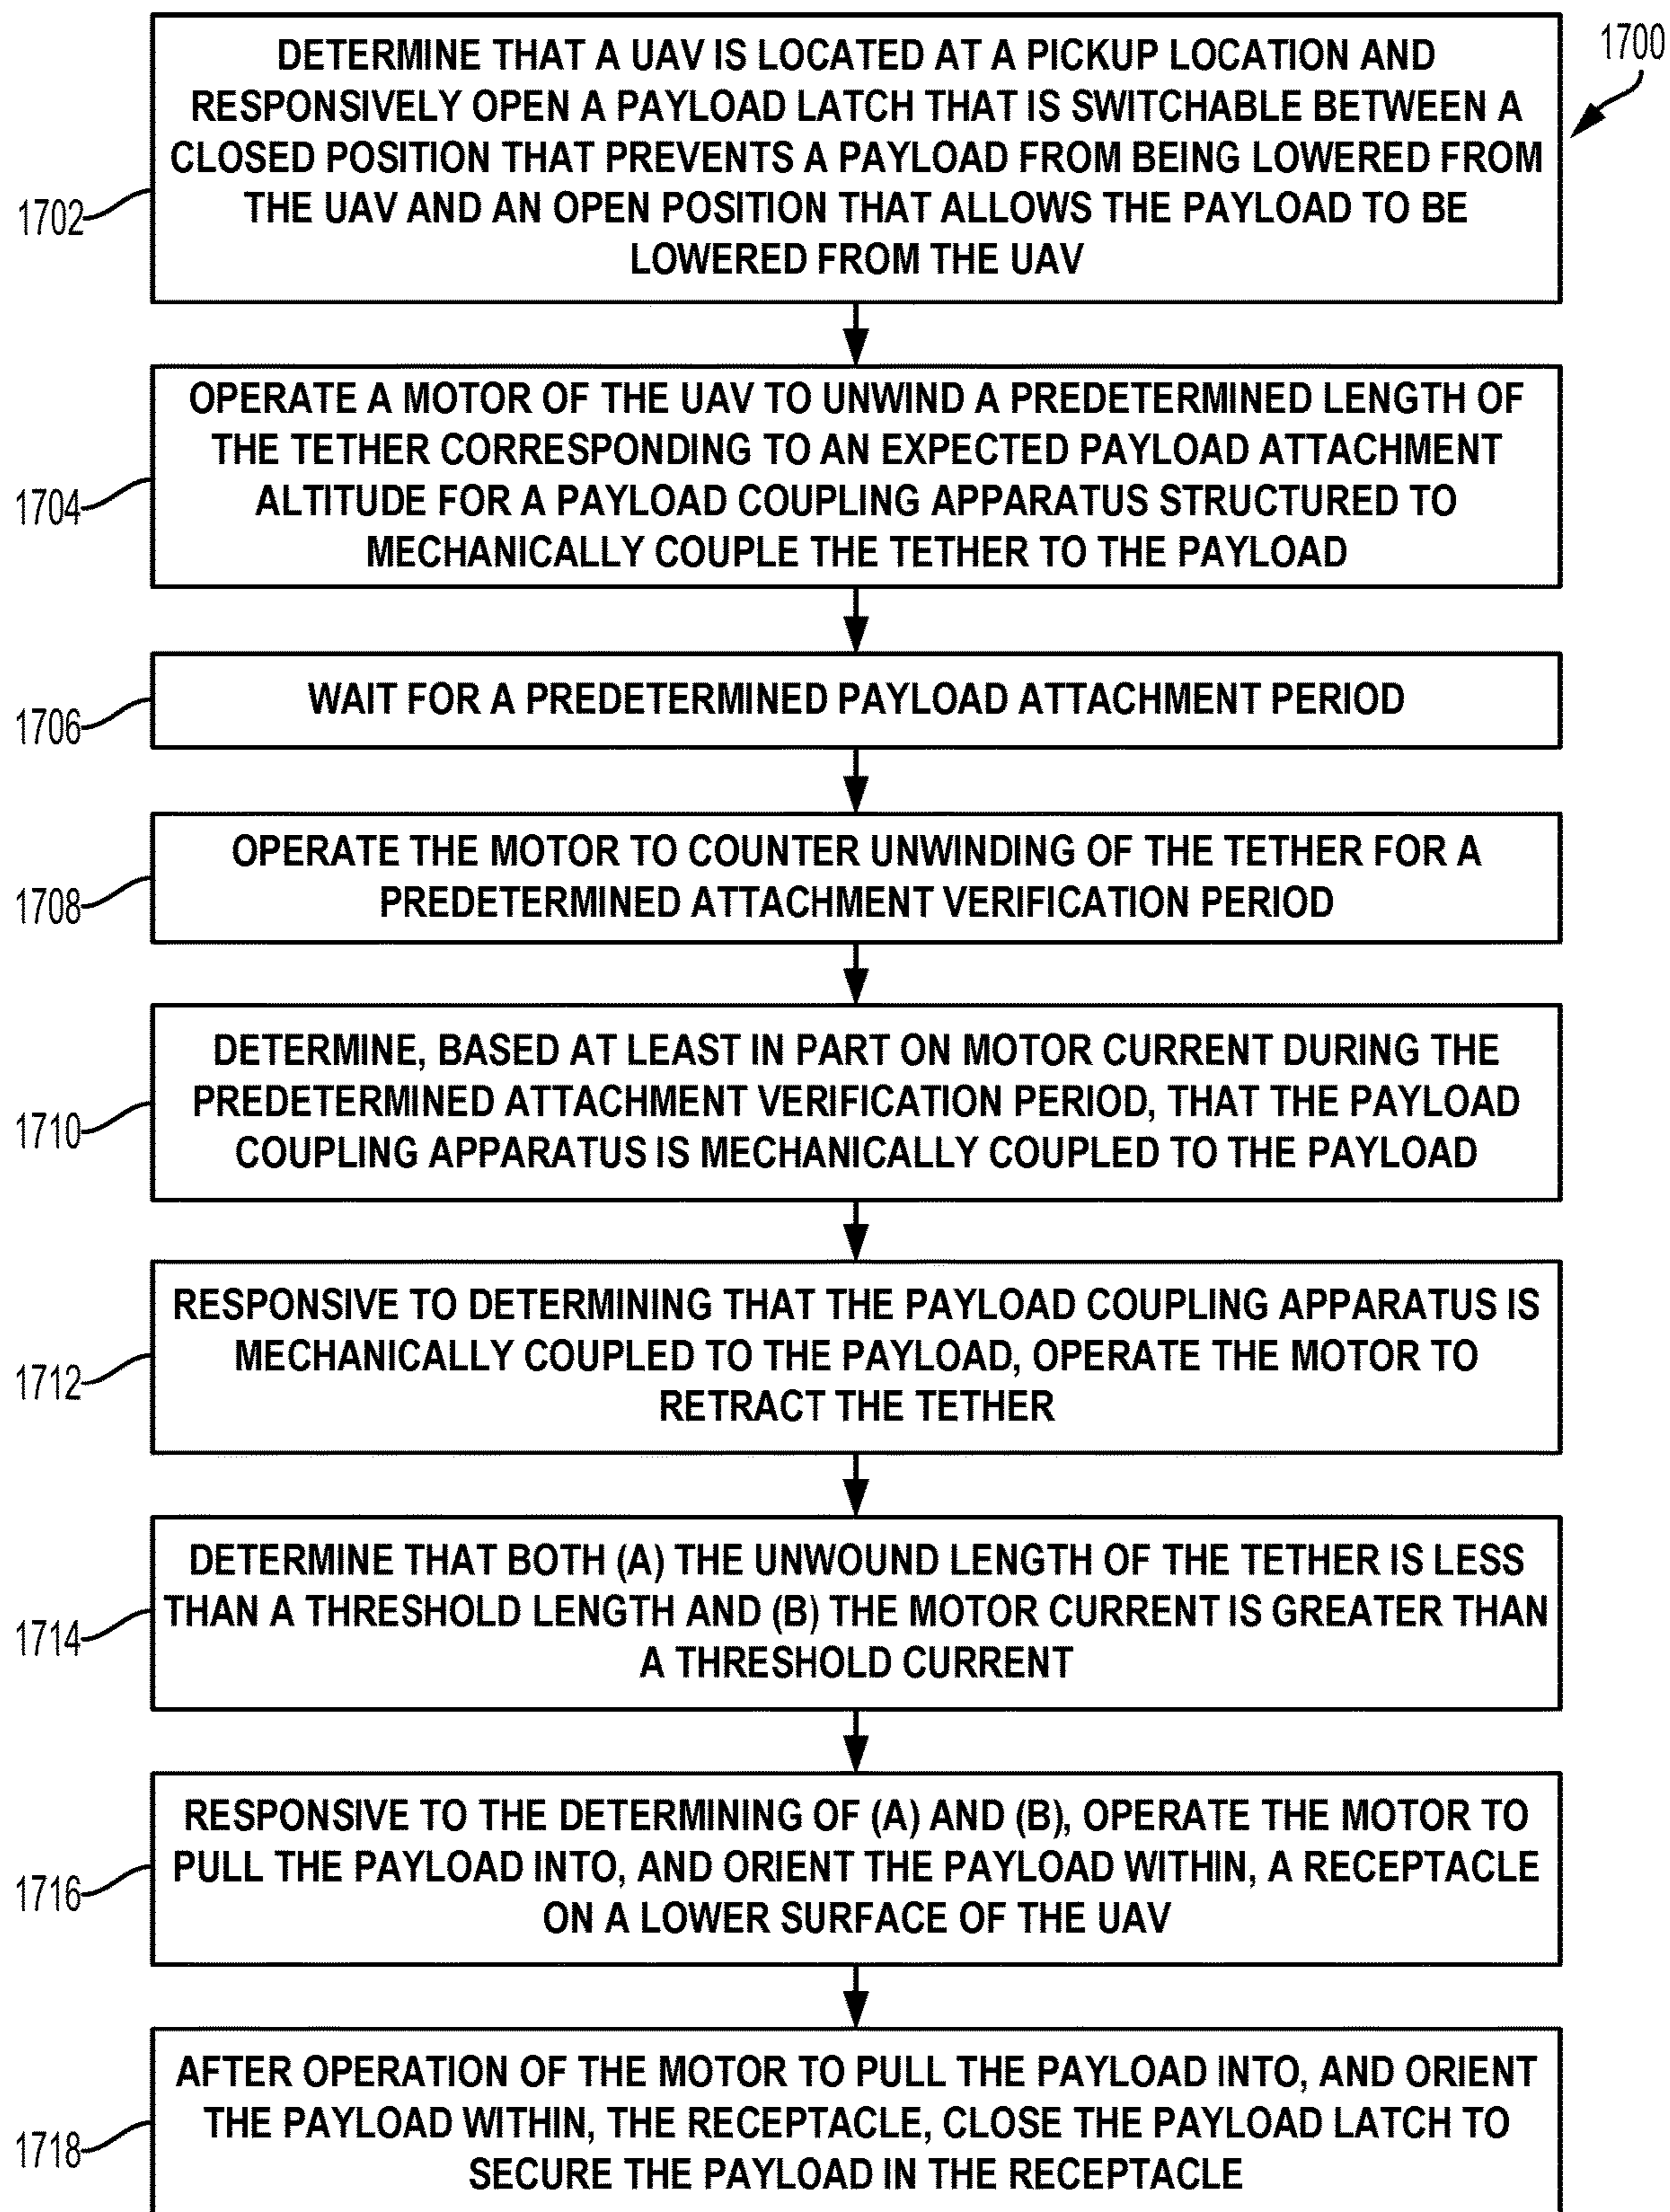 1700
DETERMINE THAT A UAV IS LOCATED AT A PICKUP LOCATION AND
RESPONSIVELY OPEN A PAYLOAD LATCH THAT IS SWITCHABLE BETWEEN A
CLOSED POSITION THAT PREVENTS A PAYLOAD FROM BEING LOWERED FROM
THE UAV AND AN OPEN POSITION THAT ALLOWS THE PAYLOAD TO BE
LOWERED FROM THE UAV
1702
OPERATE A MOTOR OF THE UAV TO UNWIND A PREDETERMINED LENGTH OF
THE TETHER CORRESPONDING TO AN EXPECTED PAYLOAD ATTACHMENT
ALTITUDE FOR A PAYLOAD COUPLING APPARATUS STRUCTURED TO
MECHANICALLY COUPLE THE TETHER TO THE PAYLOAD
1704
WAIT FOR A PREDETERMINED PAYLOAD ATTACHMENT PERIOD
1706
OPERATE THE MOTOR TO COUNTER UNWINDING OF THE TETHER FOR A
PREDETERMINED ATTACHMENT VERIFICATION PERIOD
1708
DETERMINE, BASED AT LEAST IN PART ON MOTOR CURRENT DURING THE
PREDETERMINED ATTACHMENT VERIFICATION PERIOD, THAT THE PAYLOAD
COUPLING APPARATUS IS MECHANICALLY COUPLED TO THE PAYLOAD
1710
RESPONSIVE TO DETERMINING THAT THE PAYLOAD COUPLING APPARATUS IS
MECHANICALLY COUPLED TO THE PAYLOAD, OPERATE THE MOTOR TO
RETRACT THE TETHER
1712
DETERMINE THAT BOTH (A) THE UNWOUND LENGTH OF THE TETHER IS LESS
THAN A THRESHOLD LENGTH AND (B) THE MOTOR CURRENT IS GREATER THAN
A THRESHOLD CURRENT
1714
RESPONSIVE TO THE DETERMINING OF (A) AND (B), OPERATE THE MOTOR TO
PULL THE PAYLOAD INTO, AND ORIENT THE PAYLOAD WITHIN, A RECEPTACLE
ON A LOWER SURFACE OF THE UAV
1716
AFTER OPERATION OF THE MOTOR TO PULL THE PAYLOAD INTO, AND ORIENT
THE PAYLOAD WITHIN, THE RECEPTACLE, CLOSE THE PAYLOAD LATCH TO
SECURE THE PAYLOAD IN THE RECEPTACLE
1718